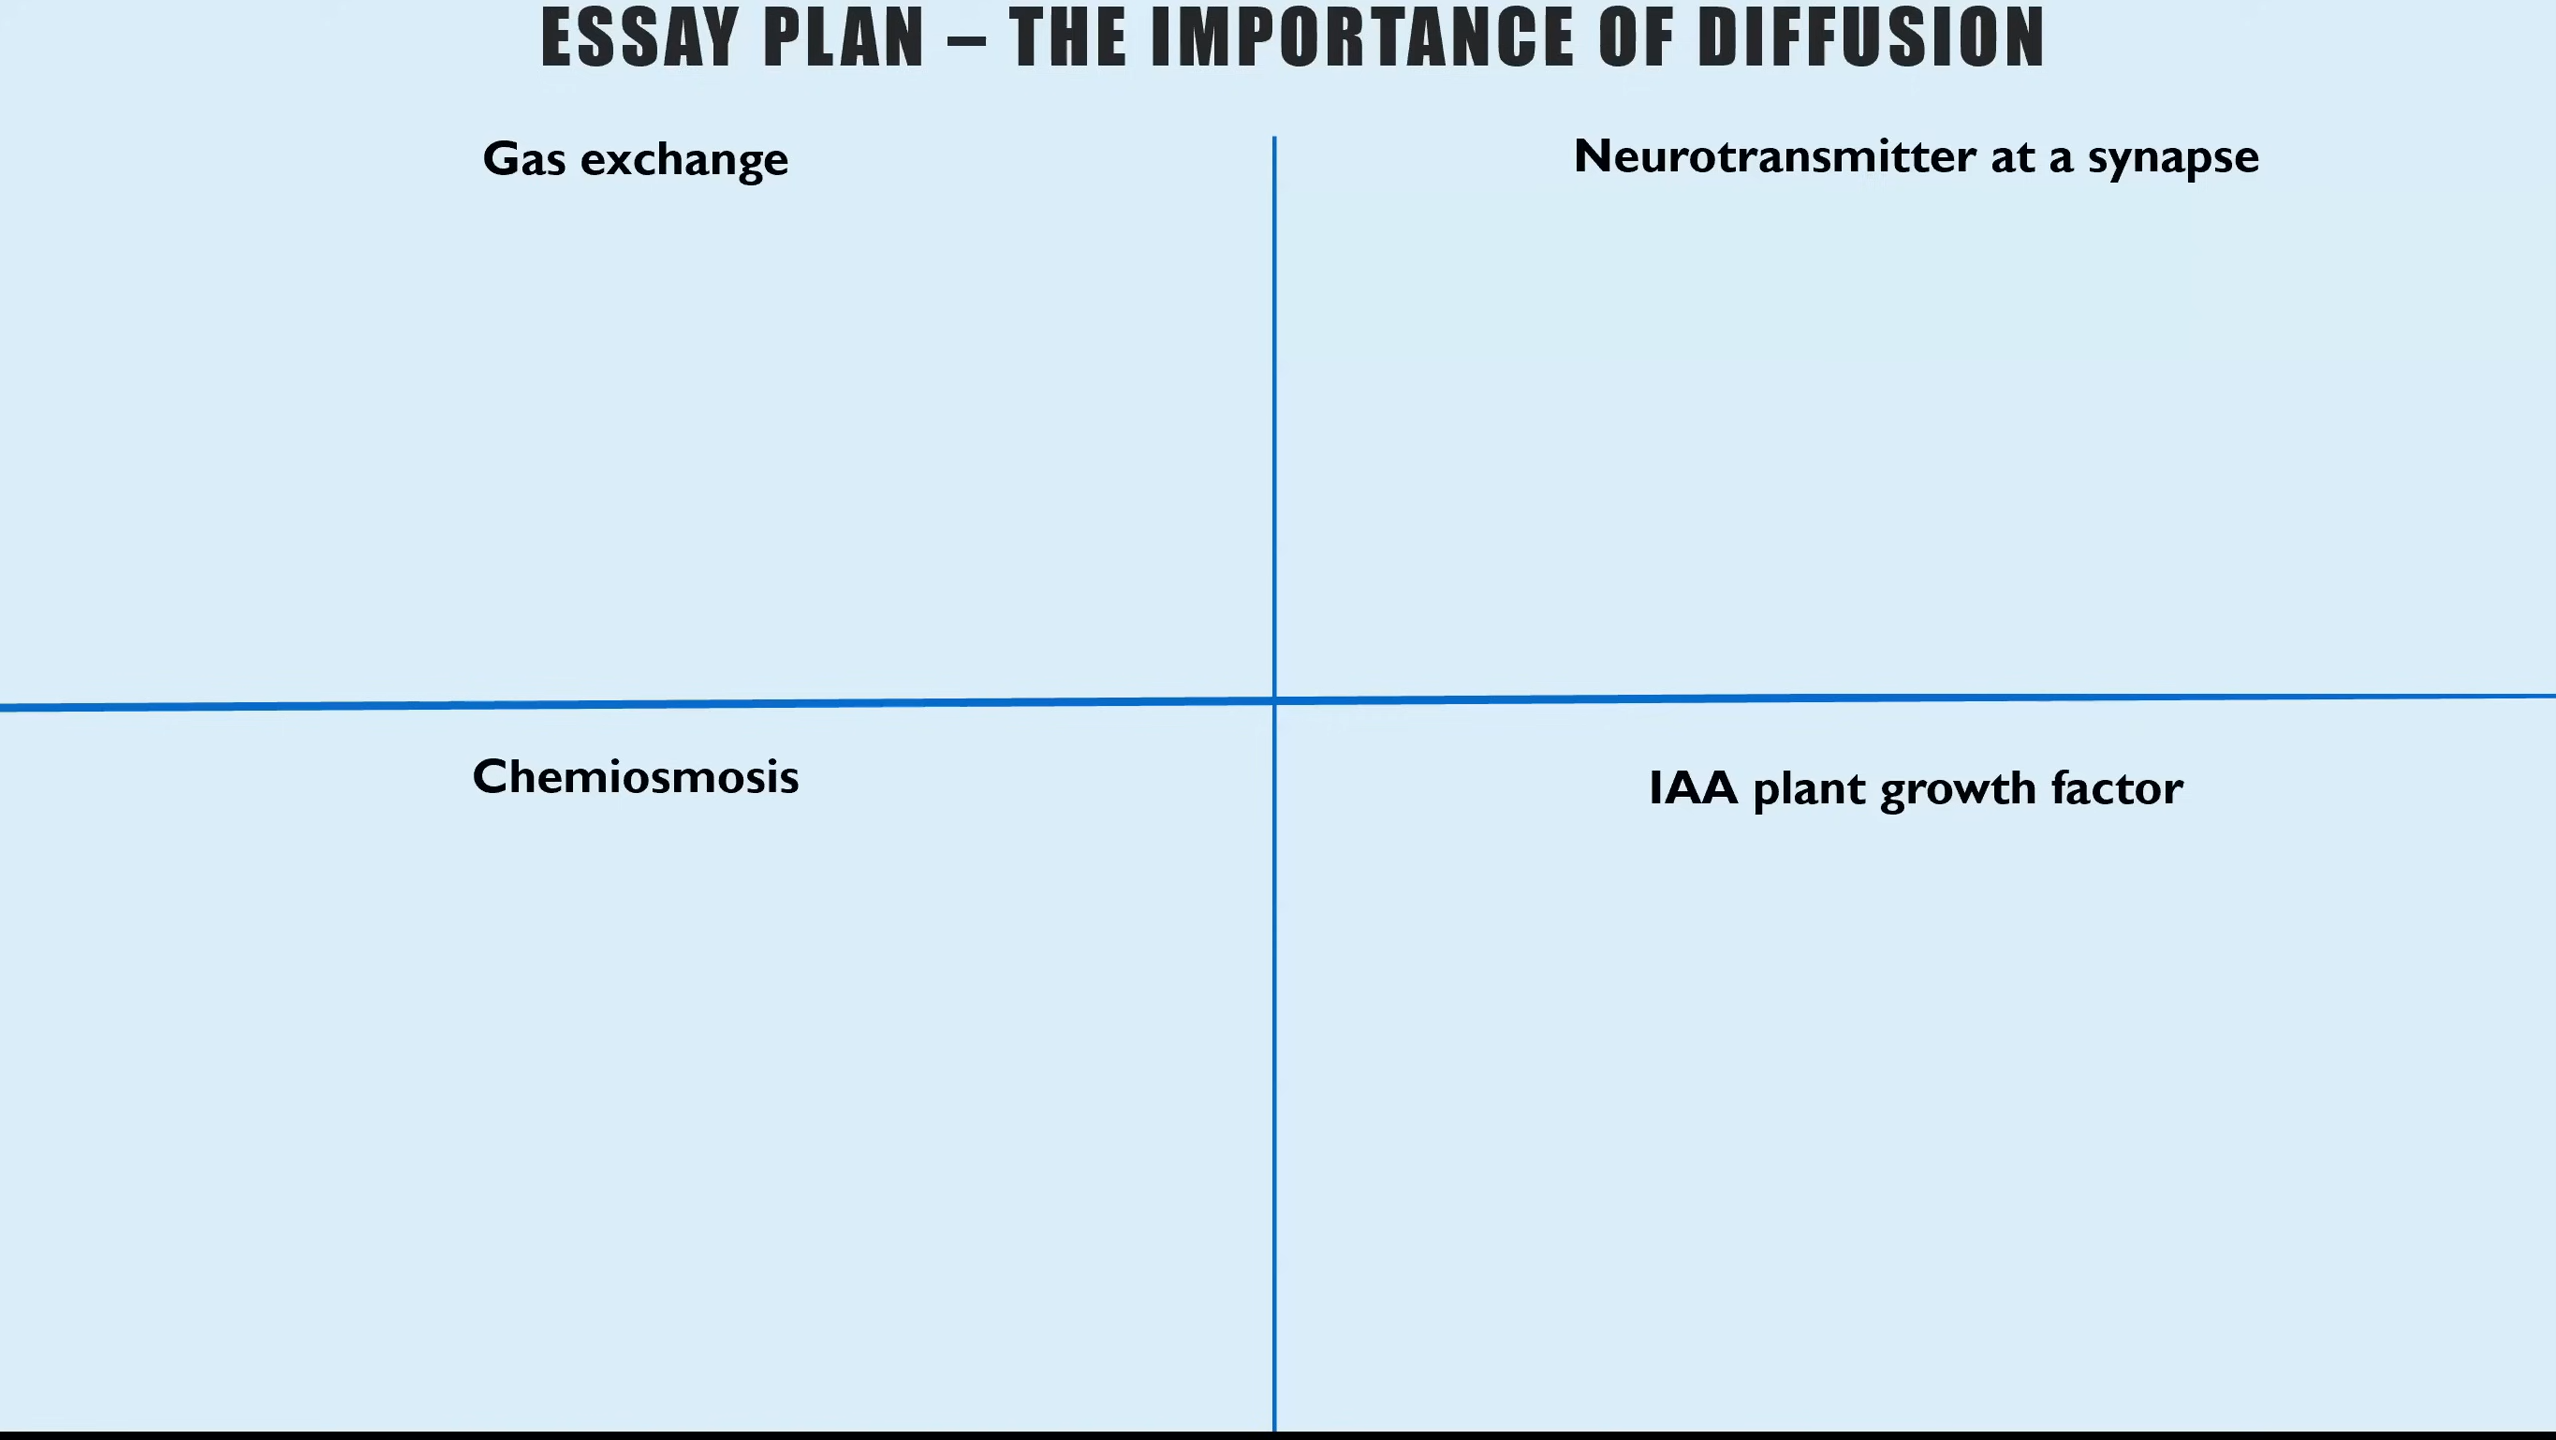 ESSAY PLAN – THE IMPORTANCE OF DIFFUSION
Gas exchange
Neurotransmitter at a synapse
Chemiosmosis
IAA plant growth factor